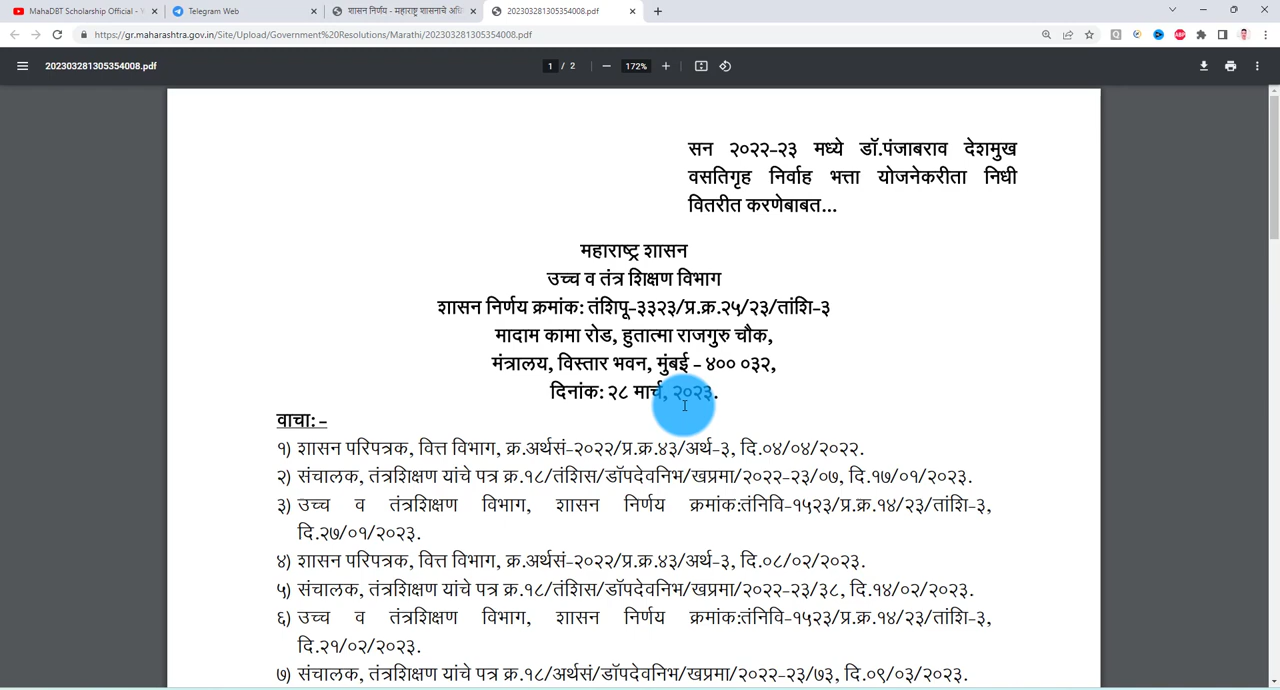 MahaDBT Scholarship Official - Y
Telegram Web
शासन निर्णय - महाराष्ट्र शासनाचे अधि
202303281305354008.pdf
https://gr.maharashtra.gov.in/Site/Upload/Government%20Resolutions/Marathi/202303281305354008.pdf
202303281305354008.pdf
1 / 2
172%
सन २०२२-२३ मध्ये डॉ.पंजाबराव देशमुख
वसतिगृह निर्वाह भत्ता योजनेकरीता निधी
वितरीत करणेबाबत...
महाराष्ट्र शासन
उच्च व तंत्र शिक्षण विभाग
शासन निर्णय क्रमांक: तंशिपू-३३२३/प्र.क्र.२५/२३/तांशि-३
मादाम कामा रोड, हुतात्मा राजगुरु चौक,
मंत्रालय, विस्तार भवन, मुंबई - ४०० ०३२,
दिनांक: २८ मार्च, २०२३.
वाचा: -
१) शासन परिपत्रक, वित्त विभाग, क्र.अर्थसं-२०२२/प्र.क्र.४३/अर्थ-३, दि.०४/०४/२०२२.
२) संचालक, तंत्रशिक्षण यांचे पत्र क्र.१८/तंशिस/डॉपदेवनिभ/खप्रमा/२०२२-२३/०७, दि.१७/०१/२०२३.
३) उच्च व तंत्रशिक्षण विभाग, शासन निर्णय क्रमांक:तंनिवि-१५२३/प्र.क्र.१४/२३/तांशि-३,
दि.२७/०१/२०२३.
४) शासन परिपत्रक, वित्त विभाग, क्र.अर्थसं-२०२२/प्र.क्र.४३/अर्थ-३, दि.०८/०२/२०२३.
५) संचालक, तंत्रशिक्षण यांचे पत्र क्र.१८/तंशिस/डॉपदेवनिभ/खप्रमा/२०२२-२३/३८, दि.१४/०२/२०२३.
६) उच्च व तंत्रशिक्षण विभाग, शासन निर्णय क्रमांक:तंनिवि-१५२३/प्र.क्र.१४/२३/तांशि-३,
दि.२१/०२/२०२३.
७) संचालक, तंत्रशिक्षण यांचे पत्र क्र.१८/अर्थसं/डॉपदेवनिभ/खप्रमा/२०२२-२३/७३, दि.०९/०३/२०२३.